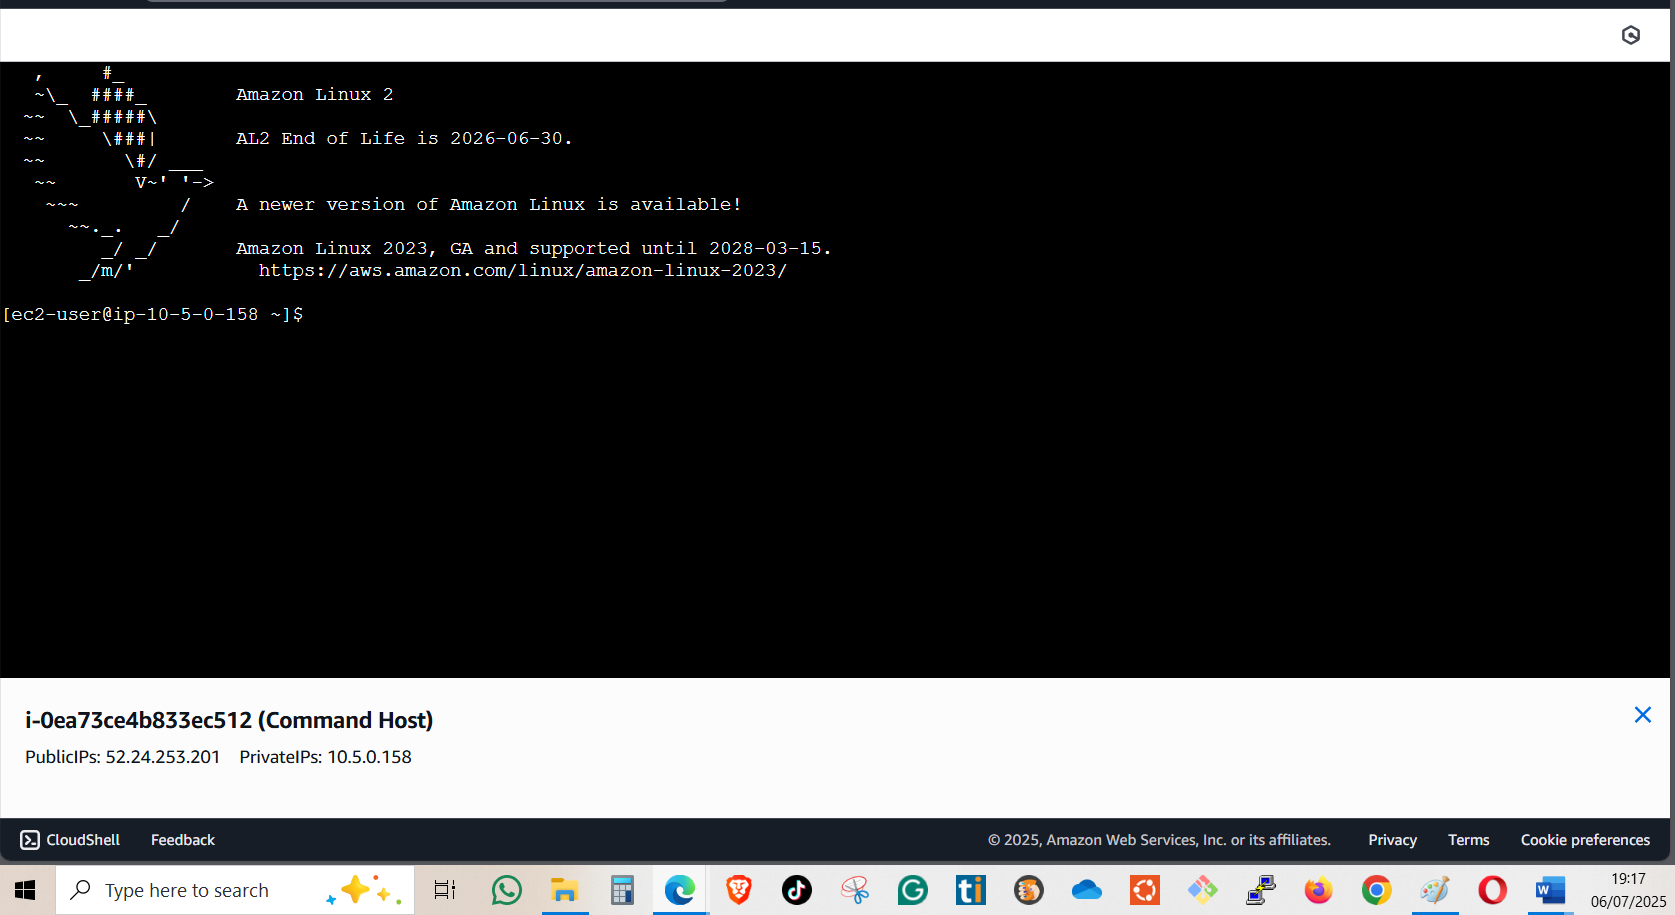 ,     #_
   ~\_  ####_        Amazon Linux 2
  ~~  \_#####\
  ~~     \###|       AL2 End of Life is 2026-06-30.
  ~~       \#/ ___
   ~~       V~' '->
    ~~~         /    A newer version of Amazon Linux is available!
      ~~._.   _/
         _/ _/       Amazon Linux 2023, GA and supported until 2028-03-15.
       _/m/'           https://aws.amazon.com/linux/amazon-linux-2023/
[ec2-user@ip-10-5-0-158 ~]$
i-0ea73ce4b833ec512 (Command Host)
PublicIPs: 52.24.253.201 PrivateIPs: 10.5.0.158
CloudShell Feedback © 2025, Amazon Web Services, Inc. or its affiliates. Privacy Terms Cookie preferences
Type here to search
ti
W
19:17
06/07/2025